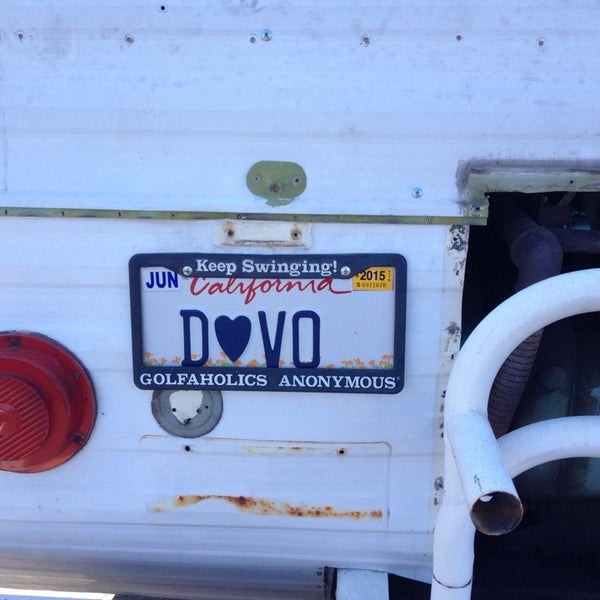 Keep Swinging!
JUN California 2015
D♥VO
GOLFAHOLICS ANONYMOUS